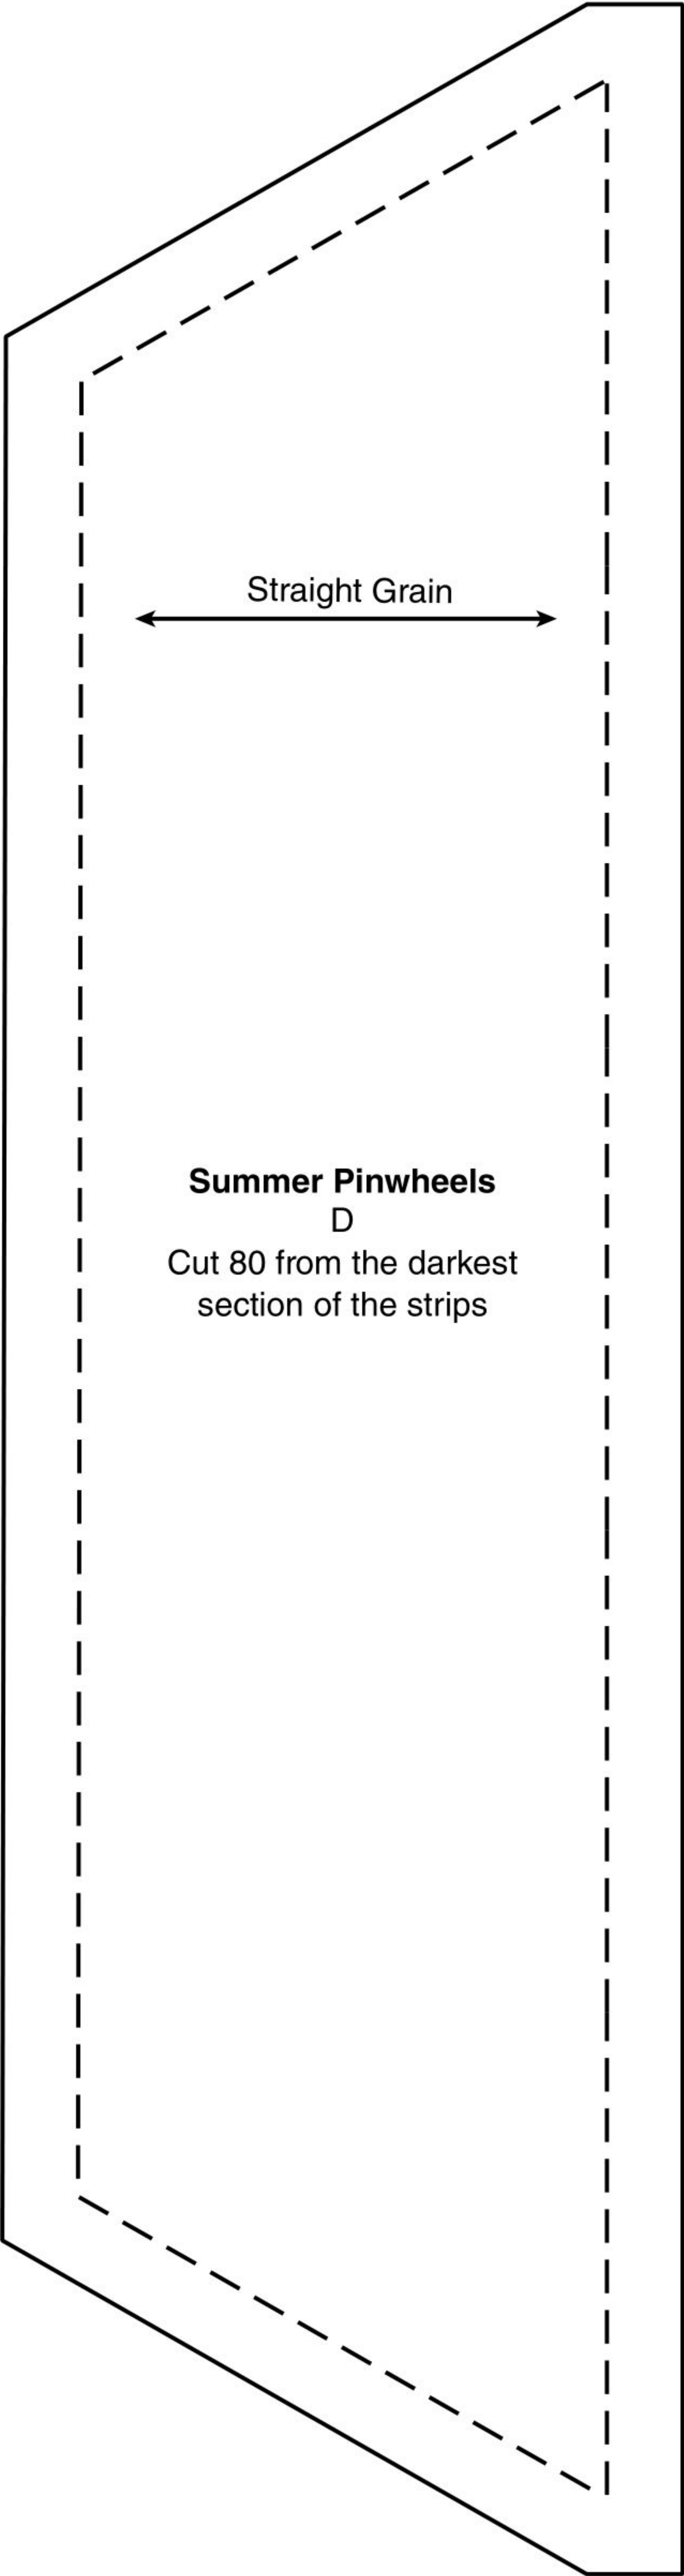 Straight Grain
Summer Pinwheels
D
Cut 80 from the darkest
section of the strips